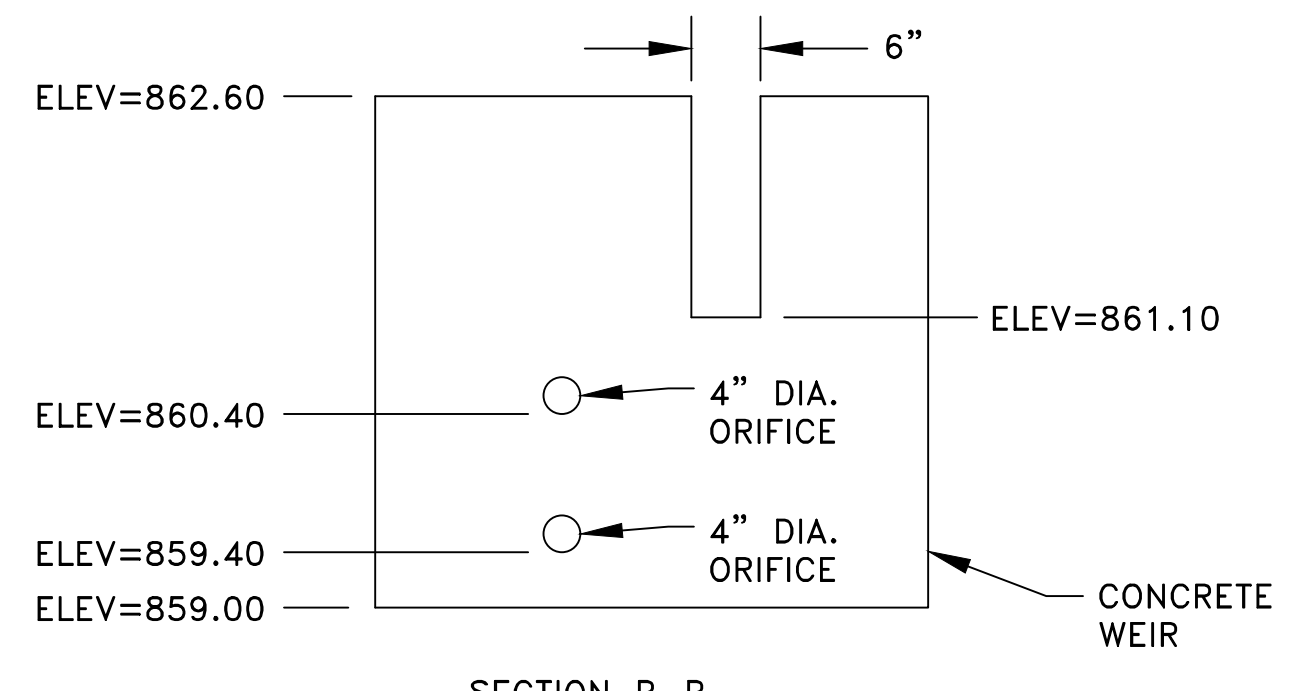 6”
ELEV=862.60
ELEV=861.10
4” DIA.
ORIFICE
ELEV=860.40
4” DIA.
ORIFICE
ELEV=859.40
ELEV=859.00
CONCRETE
WEIR
SECTION B-B